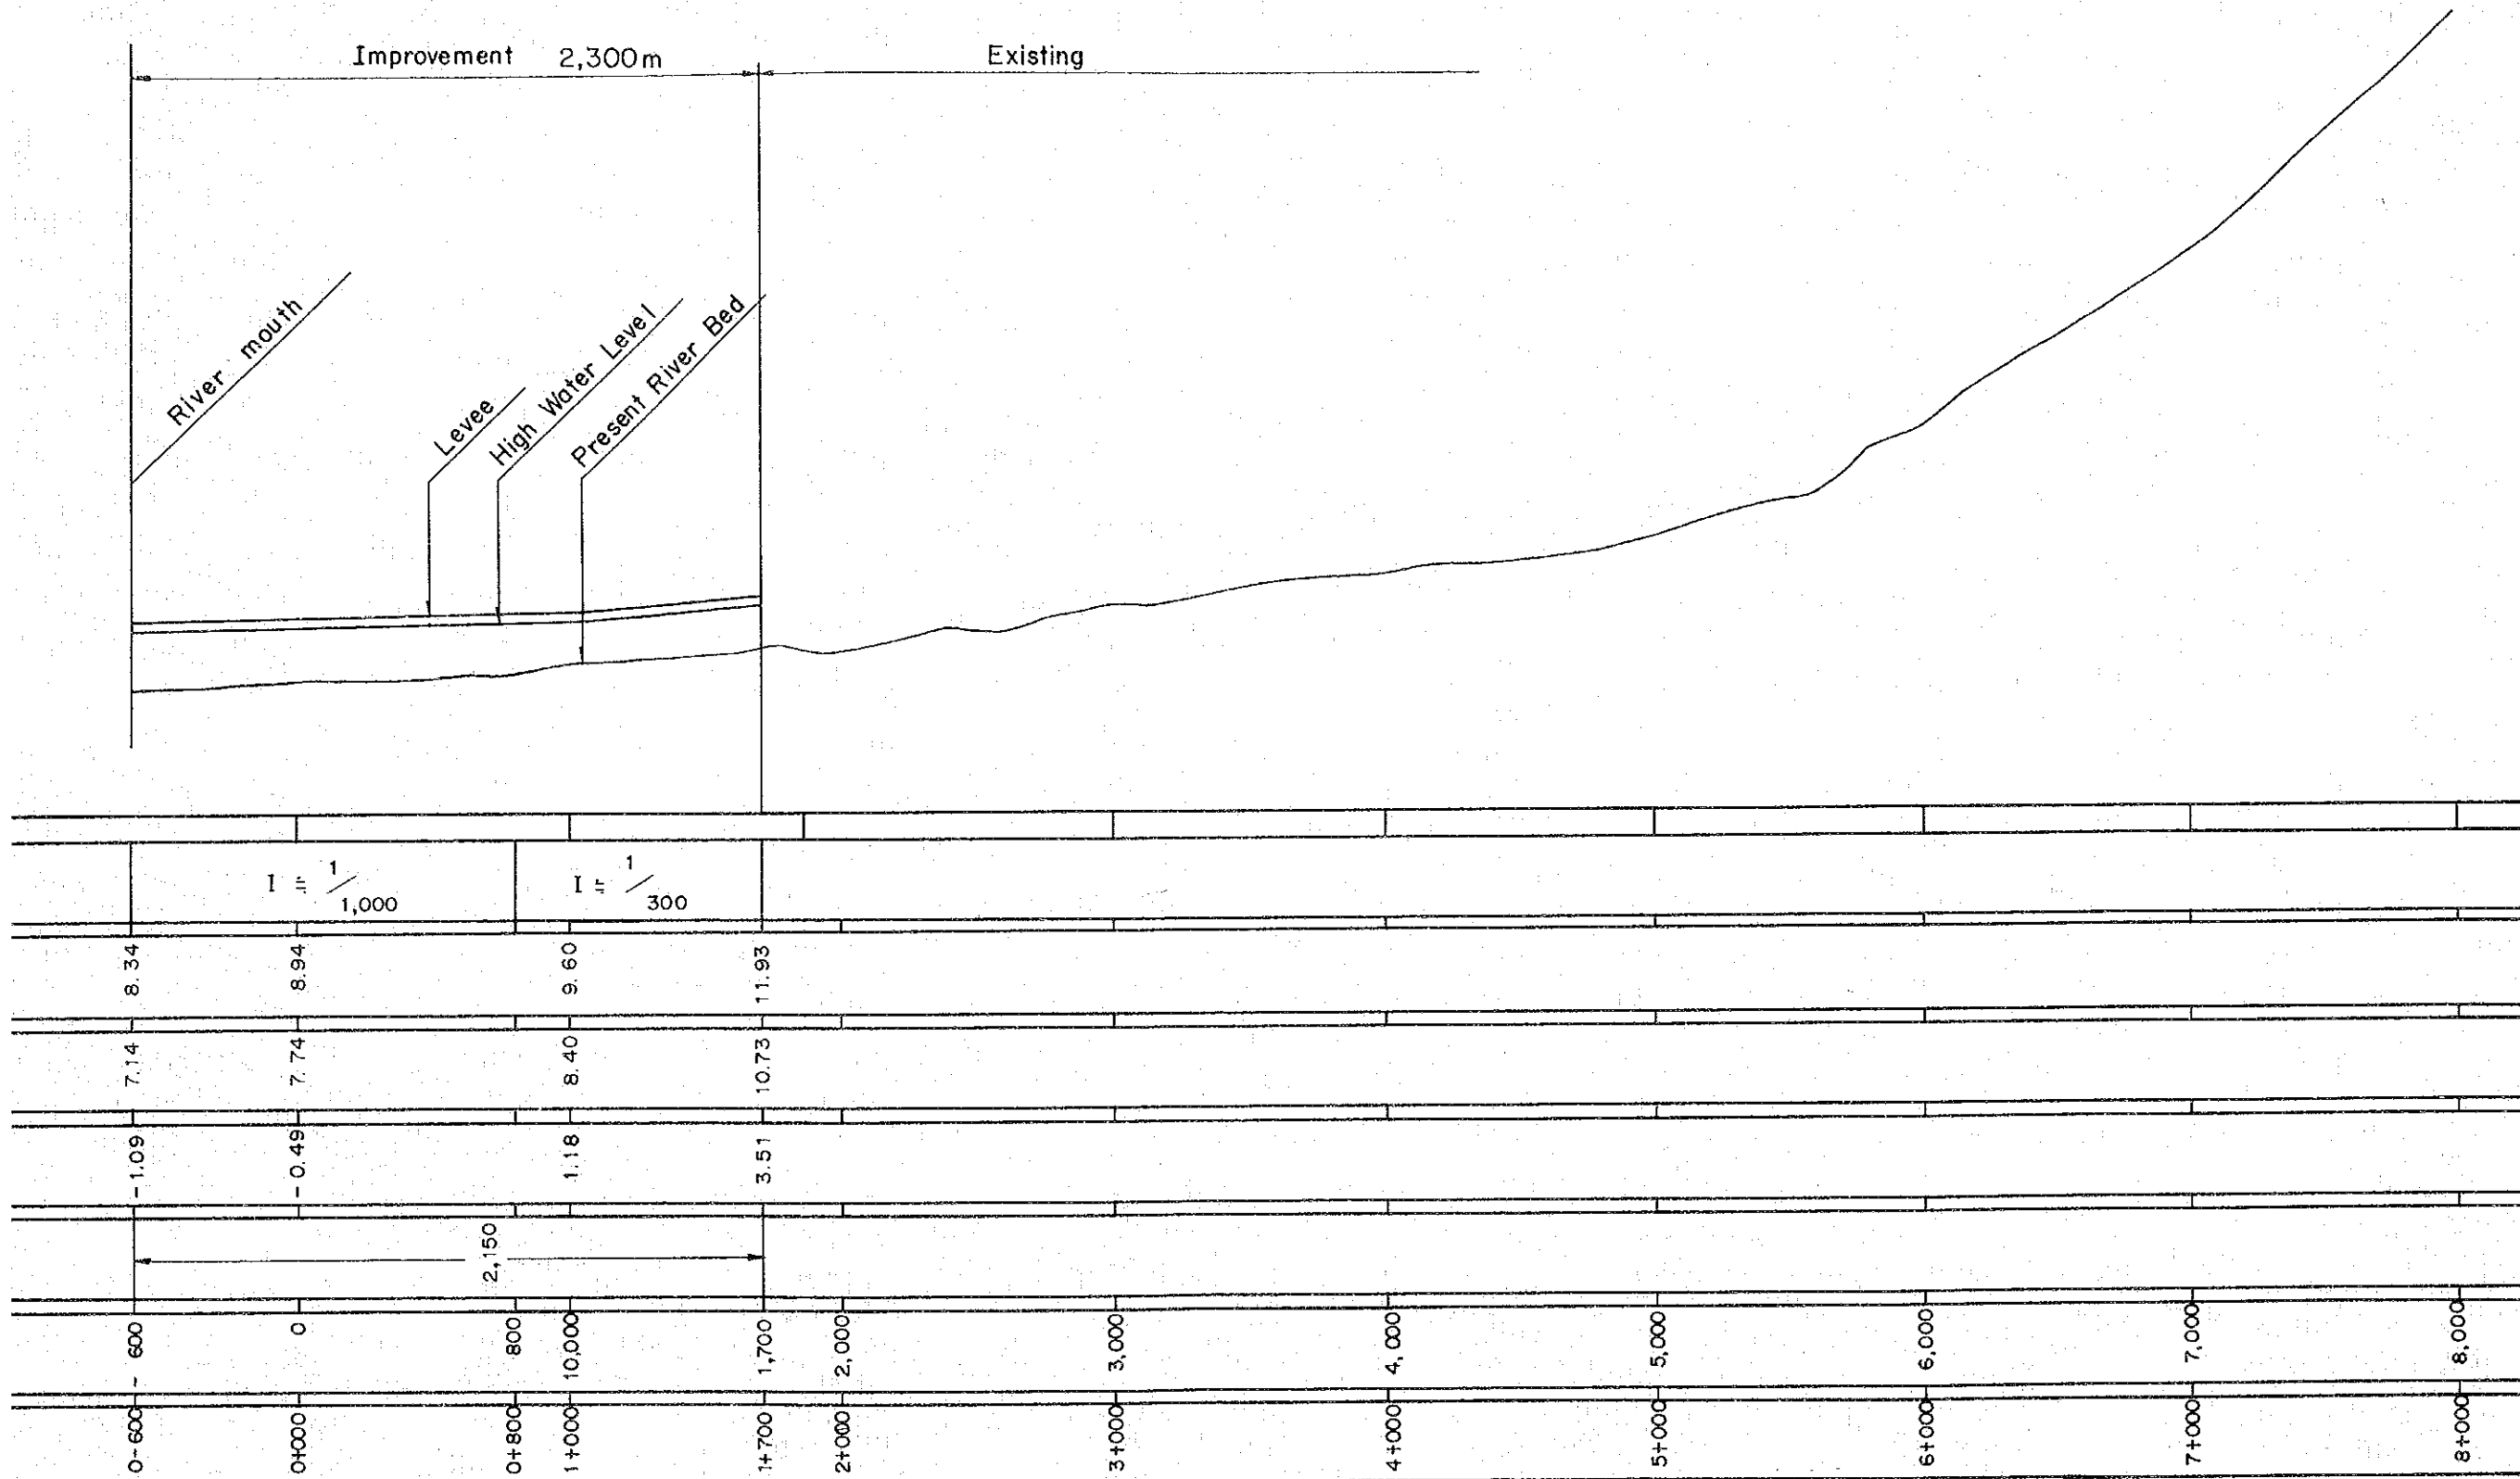 Improvement 2,300m
Existing
River mouth
Levee
High Water Level
Present River Bed
I ≒ 1/1,000
I ≒ 1/300
8.34 8.94 9.60 11.93
7.14 7.74 8.40 10.73
-1.09 -0.49 1.18 3.51
2,150
- 600 0 800 10,000 1,700 2,000 3,000 4,000 5,000 6,000 7,000 8,000
0-600 0+000 0+800 1+000 1+700 2+000 3+000 4+000 5+000 6+000 7+000 8+000